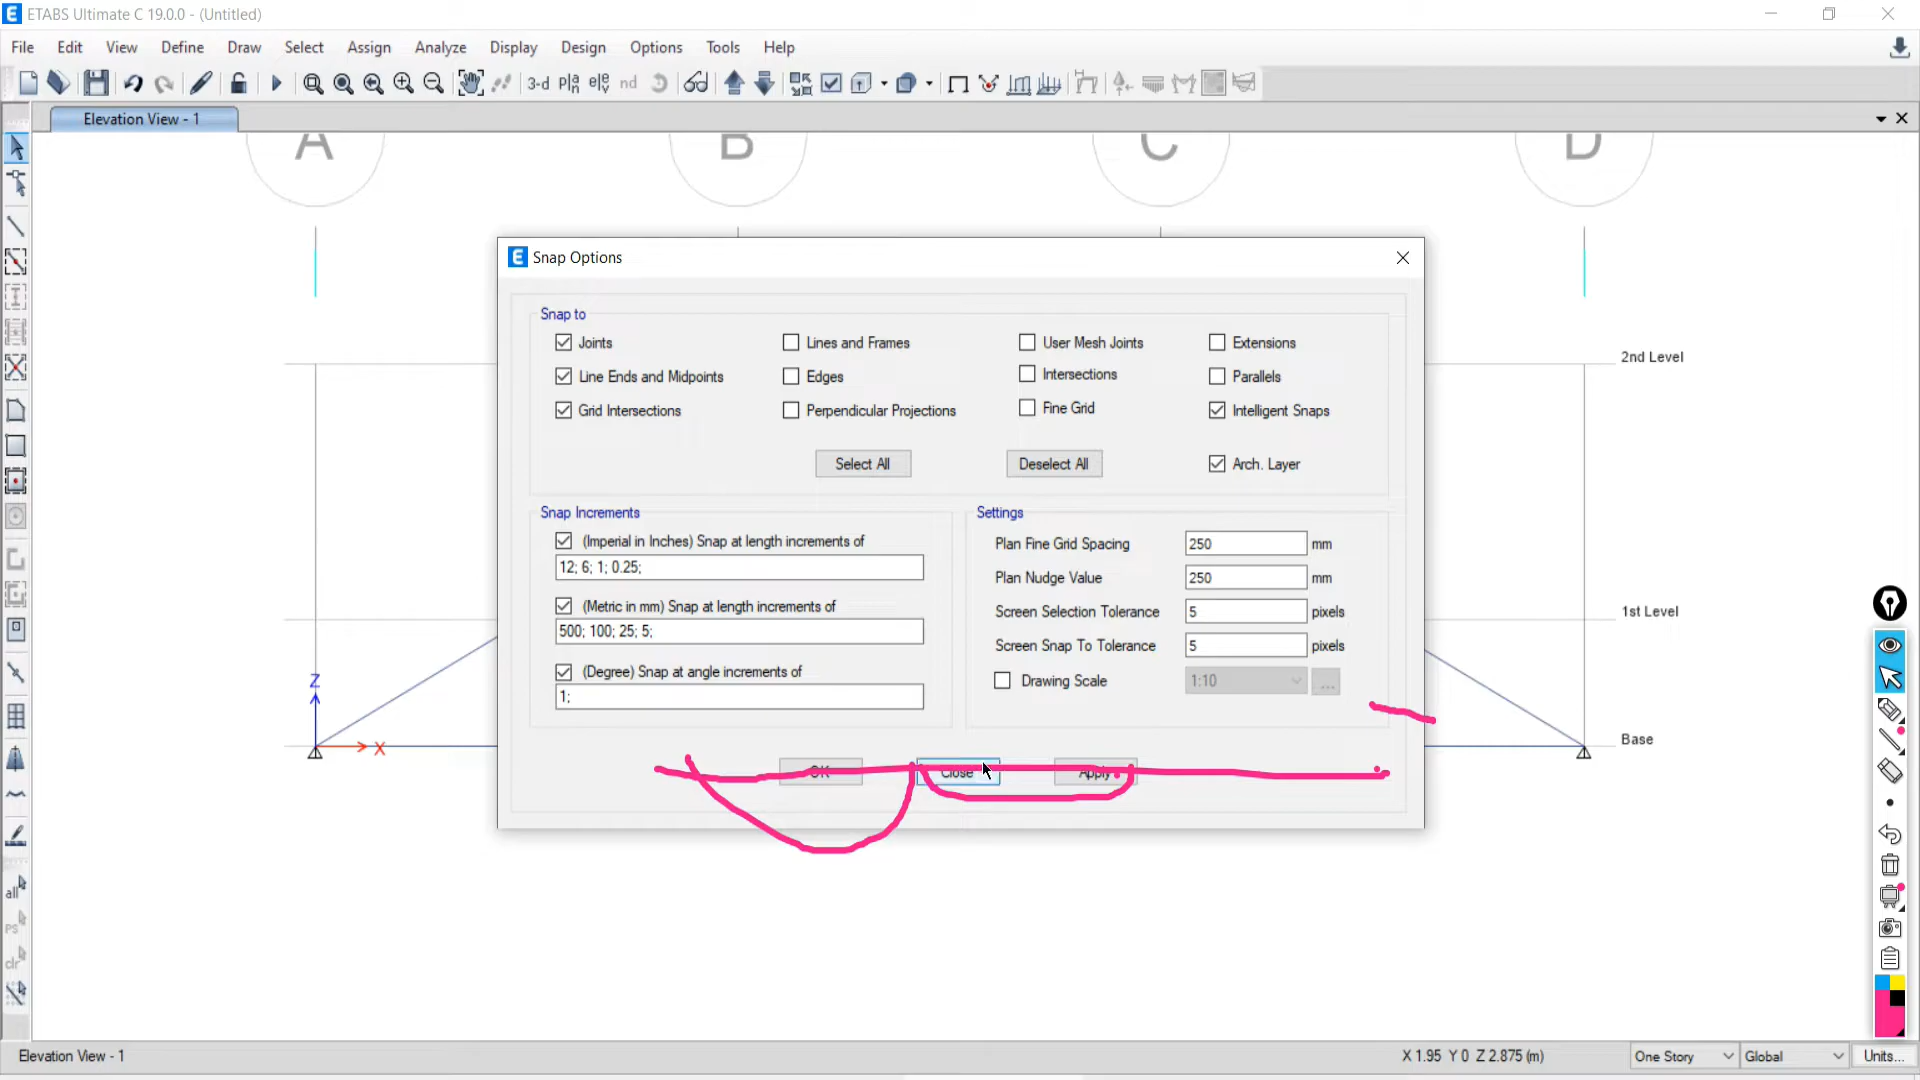 ETABS Ultimate C 19.0.0 - (Untitled)
File Edit View Define Draw Select Assign Analyze Display Design Options Tools Help
3-d nd
Elevation View - 1
A B C D
Snap Options
Snap to
Joints Lines and Frames User Mesh Joints Extensions
Line Ends and Midpoints Edges Intersections Parallels
Grid Intersections Perpendicular Projections Fine Grid Intelligent Snaps
Select All Deselect All Arch. Layer
Snap Increments Settings
(Imperial in Inches) Snap at length increments of
12; 6; 1; 0.25;
(Metric in mm) Snap at length increments of
500; 100; 25; 5;
(Degree) Snap at angle increments of
1;
Plan Fine Grid Spacing 250 mm
Plan Nudge Value 250 mm
Screen Selection Tolerance 5 pixels
Screen Snap To Tolerance 5 pixels
Drawing Scale 1:10 ...
OK Close Apply
2nd Level
1st Level
Base
Z
X
all
ps
clr
Elevation View - 1 X 1.95 Y 0 Z 2.875 (m) One Story Global Units...